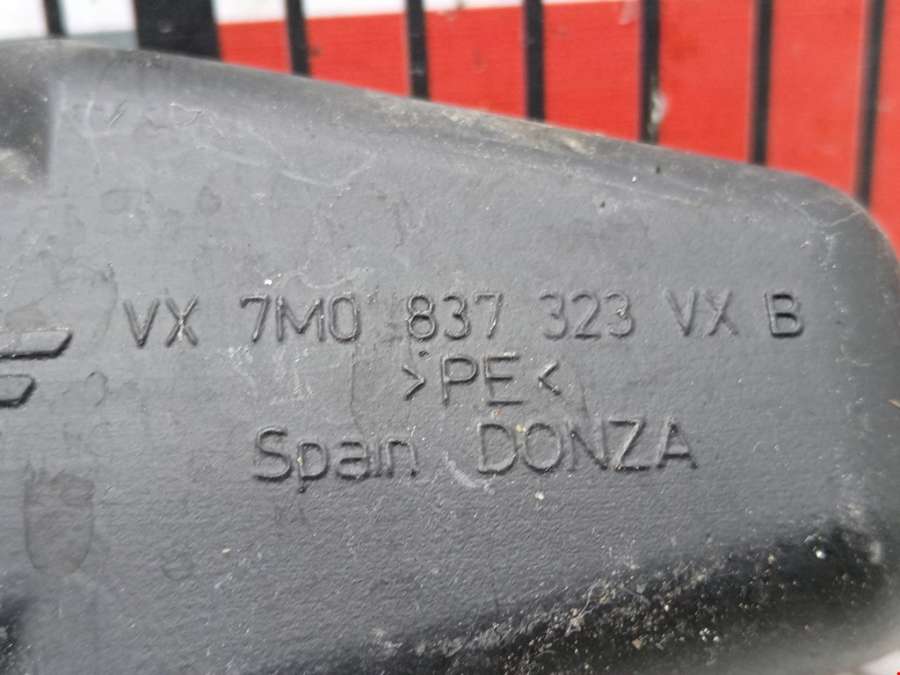 VX 7M0 837 323 VX B
>PE<
Spain DONZA